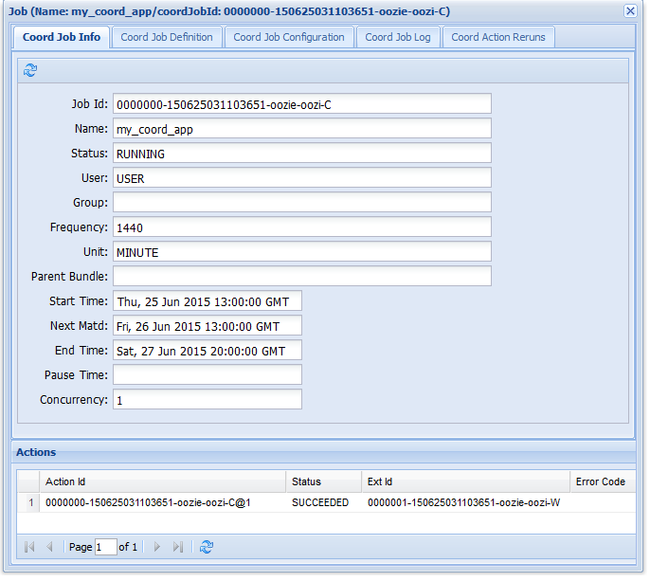 Job (Name: my_coord_app/coordJobId: 0000000-150625031103651-oozie-oozi-C)
Coord Job Info Coord Job Definition Coord Job Configuration Coord Job Log Coord Action Reruns
Job Id: 0000000-150625031103651-oozie-oozi-C
Name: my_coord_app
Status: RUNNING
User: USER
Group:
Frequency: 1440
Unit: MINUTE
Parent Bundle:
Start Time: Thu, 25 Jun 2015 13:00:00 GMT
Next Matd: Fri, 26 Jun 2015 13:00:00 GMT
End Time: Sat, 27 Jun 2015 20:00:00 GMT
Pause Time:
Concurrency: 1
Actions
Action Id Status Ext Id Error Code
1 0000000-150625031103651-oozie-oozi-C@1 SUCCEEDED 0000001-150625031103651-oozie-oozi-W
Page 1 of 1